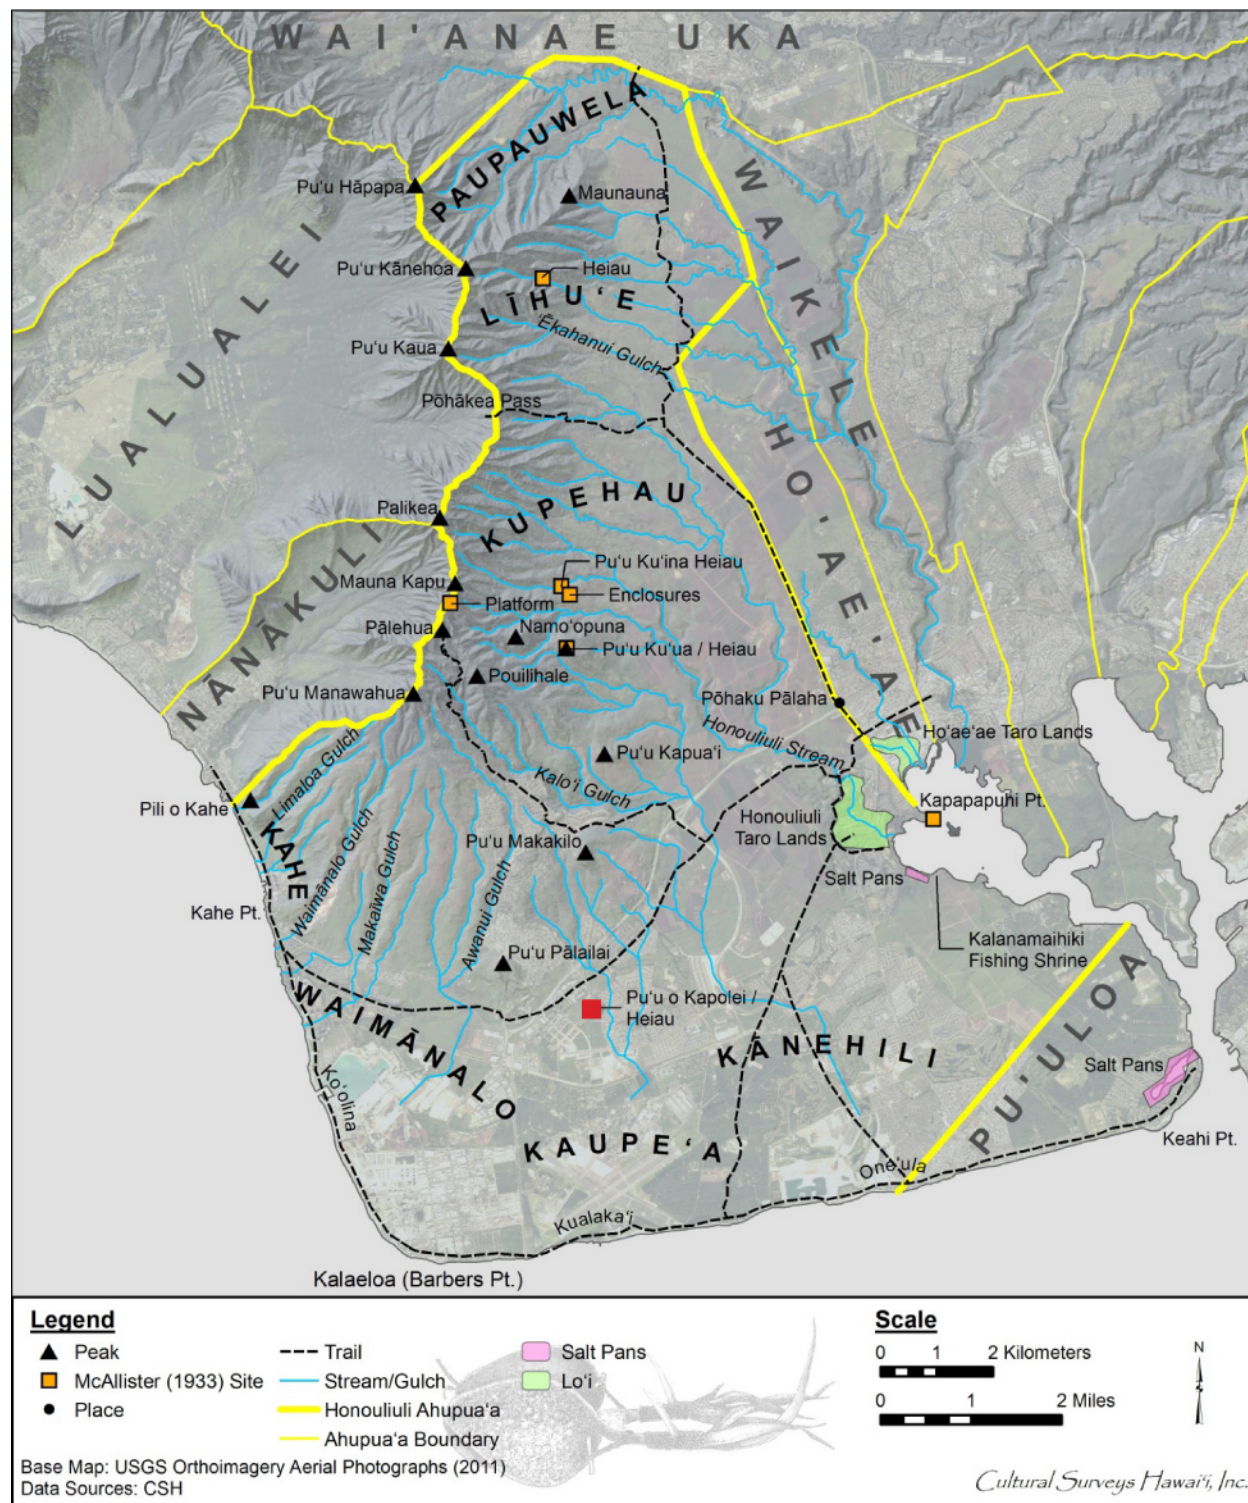 WAI'ANAE UKA
PAUPAUWELA
Pu‘u Hāpapa
Maunauna
WAIKELE
LUALUALEI
Pu‘u Kānehoa
Heiau
LĪHU‘E
‘Ēkahanui Gulch
Pu‘u Kaua
Pōhākea Pass
HO'AE'AE
Palikea
KUPEHAU
NĀNĀKULI
Pu‘u Ku‘ina Heiau
Mauna Kapu
Enclosures
Platform
Namo‘opuna
Pālehua
Pu‘u Ku‘ua / Heiau
Pouilihale
Pu‘u Manawahua
Pōhaku Pālaha
Honouliuli Stream
Ho‘ae‘ae Taro Lands
Limaloa Gulch
Pu‘u Kapua‘i
Kalo‘i Gulch
Kapapapuhi Pt.
Pili o Kahe
Honouliuli
Taro Lands
KAHE
Waimānalo Gulch
Makaīwa Gulch
Awanui Gulch
Pu‘u Makakilo
Salt Pans
Kahe Pt.
Kalanamaihiki
Fishing Shrine
Pu‘u Pālailai
Pu‘u o Kapolei /
Heiau
WAIMĀNALO
KĀNEHILI
PU'ULOA
Salt Pans
Ko‘olina
KAUPE‘A
Keahi Pt.
One‘ula
Kualaka‘i
Kalaeloa (Barbers Pt.)
Legend
Peak
McAllister (1933) Site
Place
Trail
Stream/Gulch
Honouliuli Ahupua‘a
Ahupua‘a Boundary
Salt Pans
Lo‘i
Scale
0 1 2 Kilometers
0 1 2 Miles
N
Base Map: USGS Orthoimagery Aerial Photographs (2011)
Data Sources: CSH
Cultural Surveys Hawai‘i, Inc.